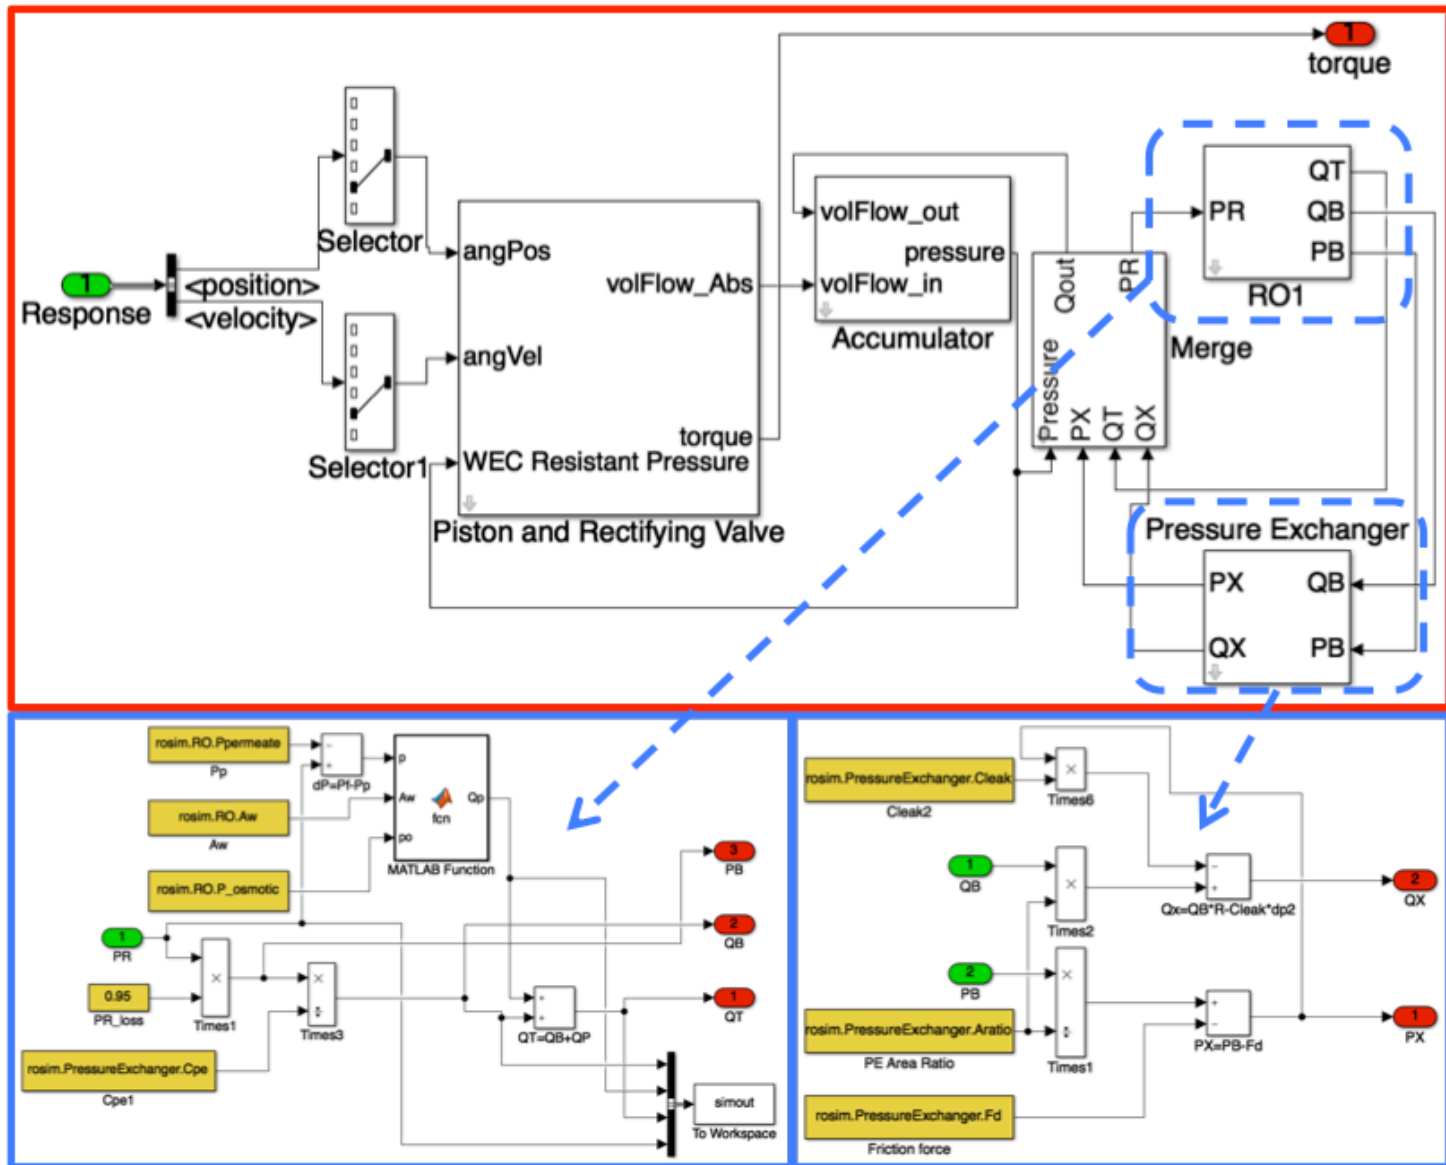 1
torque
Selector
angPos
Response
1
<position>
<velocity>
volFlow_Abs
angVel
torque
Selector1
WEC Resistant Pressure
Piston and Rectifying Valve
volFlow_out
pressure
volFlow_in
Accumulator
Qout
PR
Pressure
PX
QT
QX
Merge
PR
QT
QB
PB
RO1
Pressure Exchanger
PX
QB
QX
PB
rosim.RO.Ppermeate
Pp
dP=Pf-Pp
rosim.RO.Aw
Aw
rosim.RO.P_osmotic
p
Aw
po
Qp
fcn
MATLAB Function
1
PR
0.95
PR_loss
×
Times1
×
÷
Times3
rosim.PressureExchanger.Cpe
Cpe1
QT=QB+QP
3
PB
2
QB
1
QT
simout
To Workspace
rosim.PressureExchanger.Cleak
Cleak2
×
Times6
1
QB
×
Times2
Qx=QB*R-Cleak*dp2
2
QX
2
PB
rosim.PressureExchanger.Aratio
PE Area Ratio
×
÷
Times1
PX=PB-Fd
1
PX
rosim.PressureExchanger.Fd
Friction force